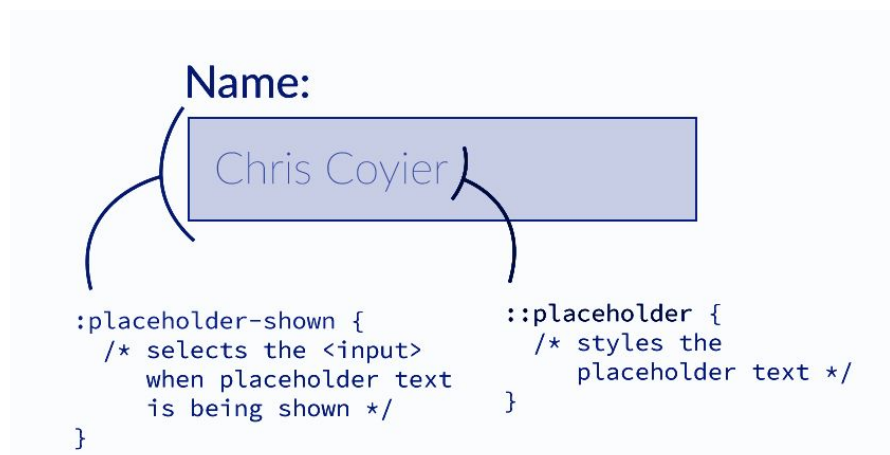 Name:
Chris Coyier
:placeholder-shown {
/* selects the <input>
when placeholder text
is being shown */
}
::placeholder {
/* styles the
placeholder text */
}